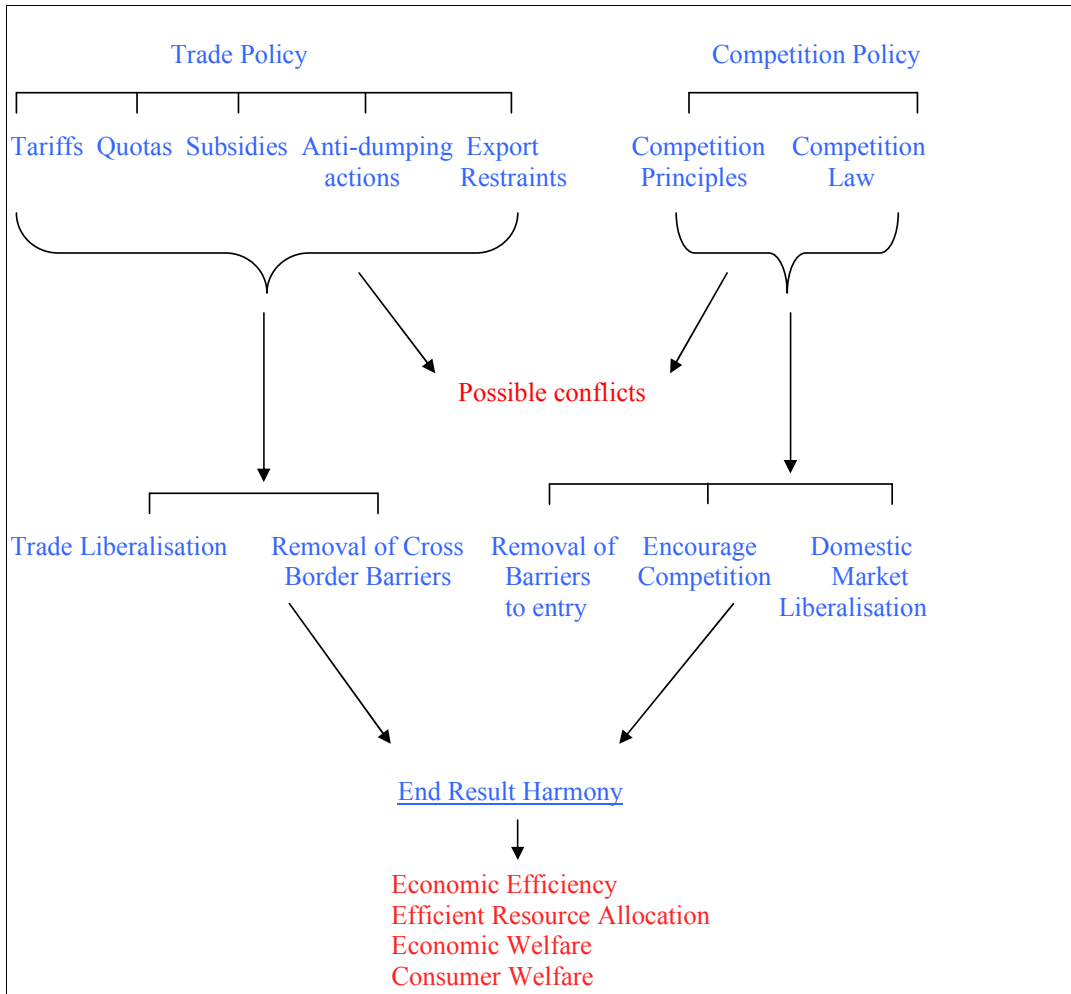 Trade Policy
Competition Policy
Tariffs
Quotas
Subsidies
Anti-dumping
actions
Export
Restraints
Competition
Principles
Competition
Law
Possible conflicts
Trade Liberalisation
Removal of Cross
Border Barriers
Removal of
Barriers
to entry
Encourage
Competition
Domestic
Market
Liberalisation
End Result Harmony
Economic Efficiency
Efficient Resource Allocation
Economic Welfare
Consumer Welfare